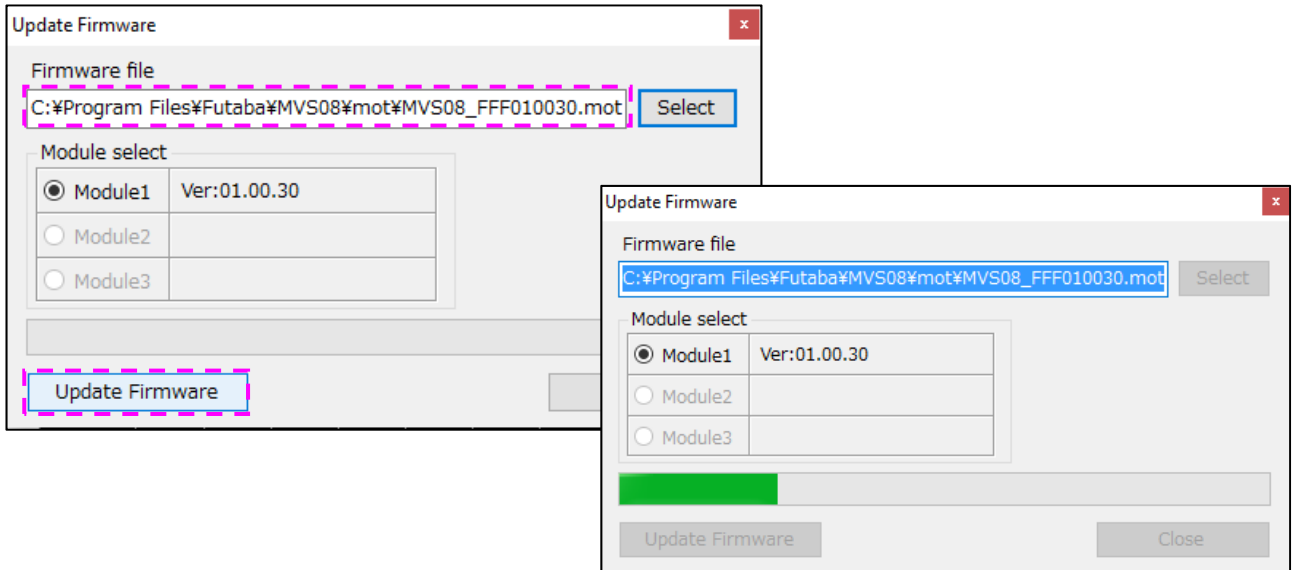 Update Firmware
x
Firmware file
C:¥Program Files¥Futaba¥MVS08¥mot¥MVS08_FFF010030.mot
Select
Module select
Module1 Ver:01.00.30
Module2
Module3
Update Firmware
Update Firmware
x
Firmware file
C:¥Program Files¥Futaba¥MVS08¥mot¥MVS08_FFF010030.mot
Select
Module select
Module1 Ver:01.00.30
Module2
Module3
Update Firmware
Close